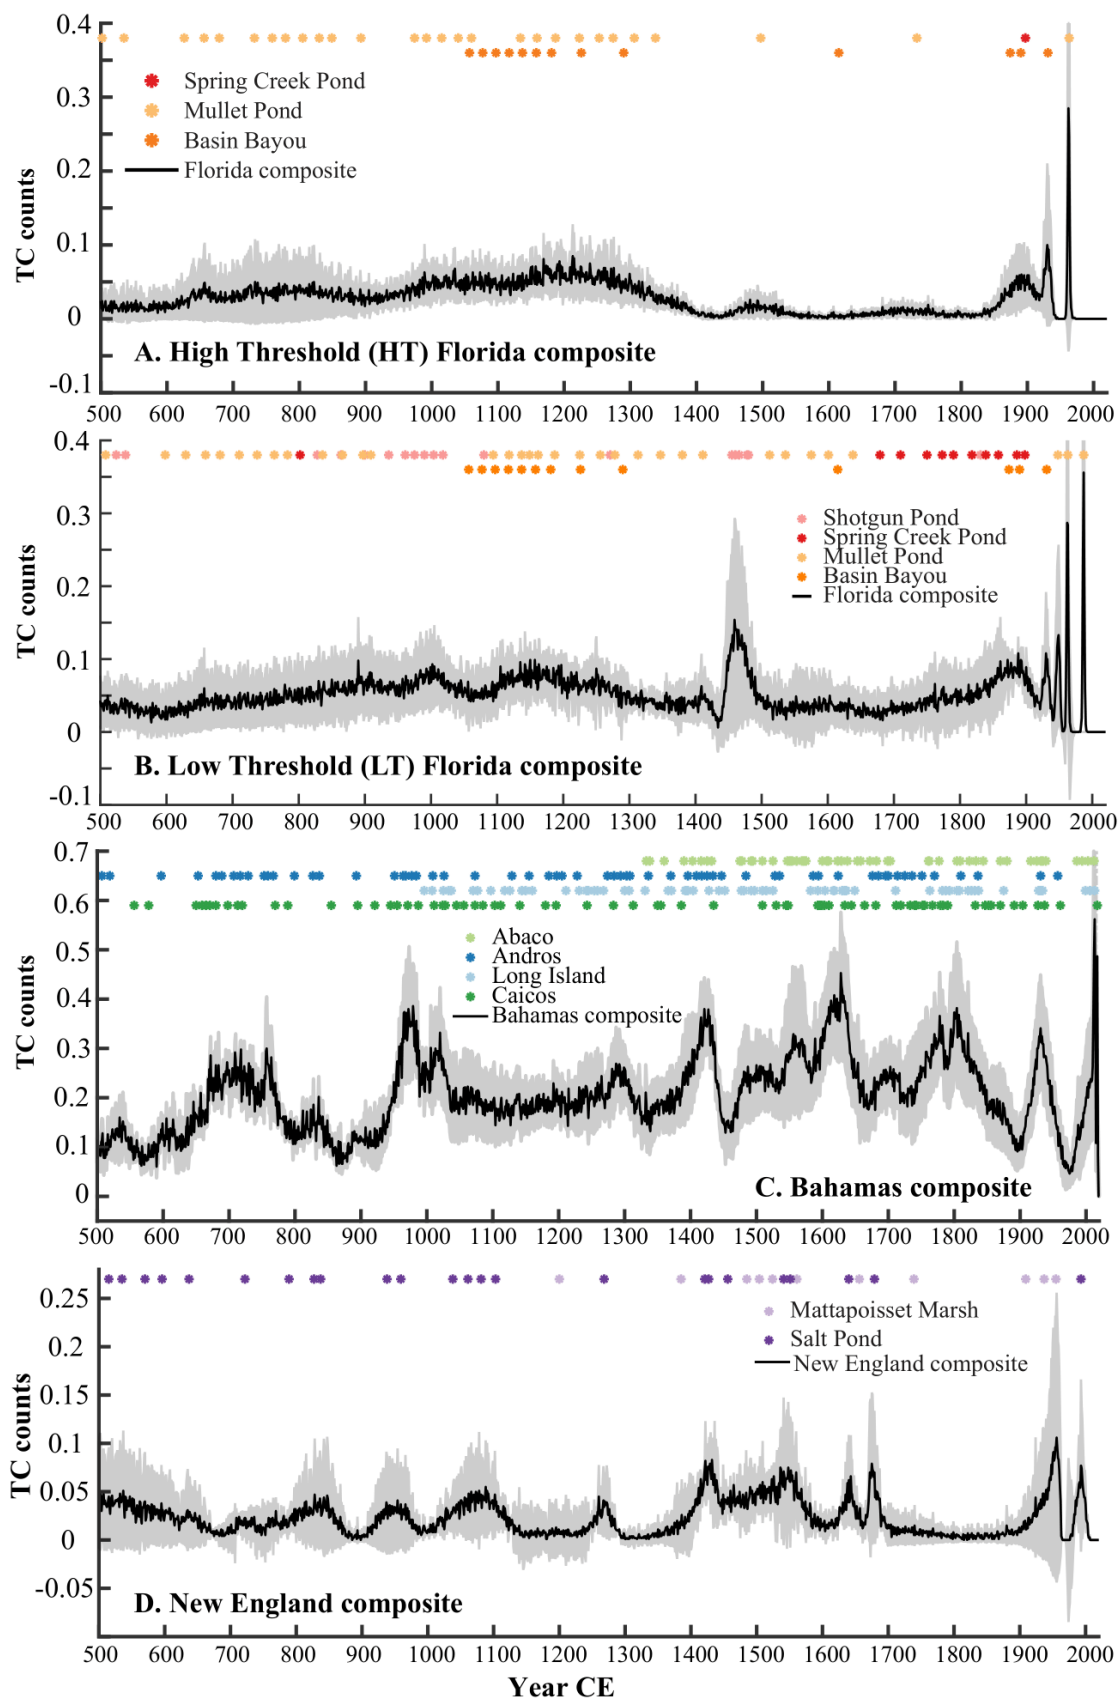 0.4
0.3
0.2
0.1
0
-0.1
TC counts
Spring Creek Pond
Mullet Pond
Basin Bayou
Florida composite
A. High Threshold (HT) Florida composite
500 600 700 800 900 1000 1100 1200 1300 1400 1500 1600 1700 1800 1900 2000
0.4
0.3
0.2
0.1
0
-0.1
TC counts
Shotgun Pond
Spring Creek Pond
Mullet Pond
Basin Bayou
Florida composite
B. Low Threshold (LT) Florida composite
500 600 700 800 900 1000 1100 1200 1300 1400 1500 1600 1700 1800 1900 2000
0.7
0.6
0.5
0.4
0.3
0.2
0.1
0
TC counts
Abaco
Andros
Long Island
Caicos
Bahamas composite
C. Bahamas composite
500 600 700 800 900 1000 1100 1200 1300 1400 1500 1600 1700 1800 1900 2000
0.25
0.2
0.15
0.1
0.05
0
-0.05
TC counts
Mattapoisset Marsh
Salt Pond
New England composite
D. New England composite
500 600 700 800 900 1000 1100 1200 1300 1400 1500 1600 1700 1800 1900 2000
Year CE